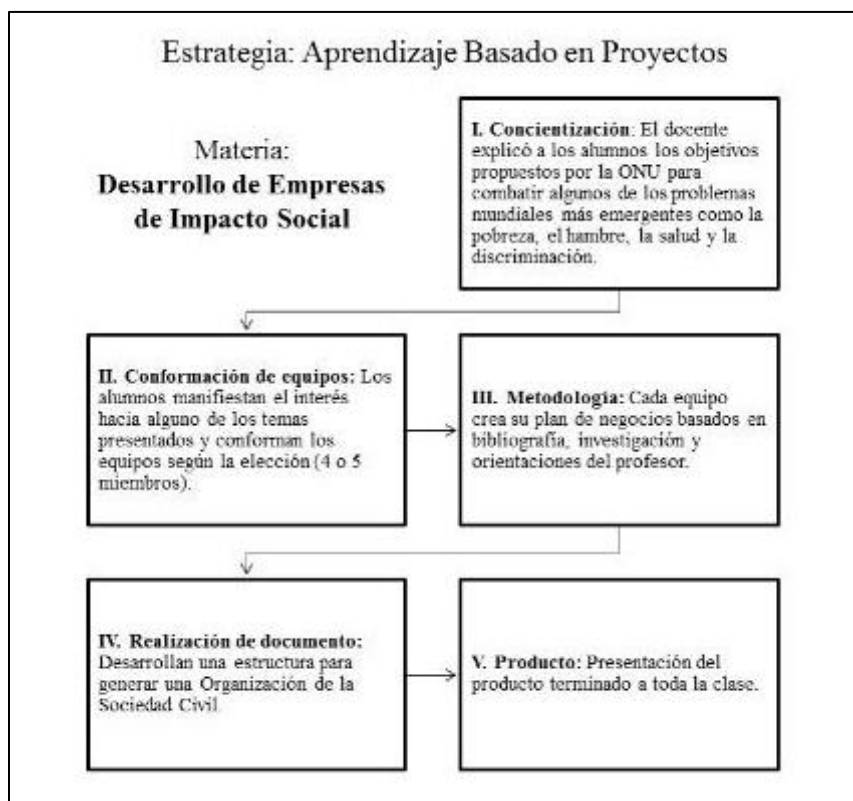 Estrategia: Aprendizaje Basado en Proyectos
Materia:
Desarrollo de Empresas
de Impacto Social
I. Concientización: El docente
explicó a los alumnos los objetivos
propuestos por la ONU para
combatir algunos de los problemas
mundiales más emergentes como la
pobreza, el hambre, la salud y la
discriminación.
II. Conformación de equipos: Los
alumnos manifiestan el interés
hacia alguno de los temas
presentados y conforman los
equipos según la elección (4 o 5
miembros).
III. Metodología: Cada equipo
crea su plan de negocios basados en
bibliografía, investigación y
orientaciones del profesor.
IV. Realización de documento:
Desarrollan una estructura para
generar una Organización de la
Sociedad Civil
V. Producto: Presentación del
producto terminado a toda la clase.